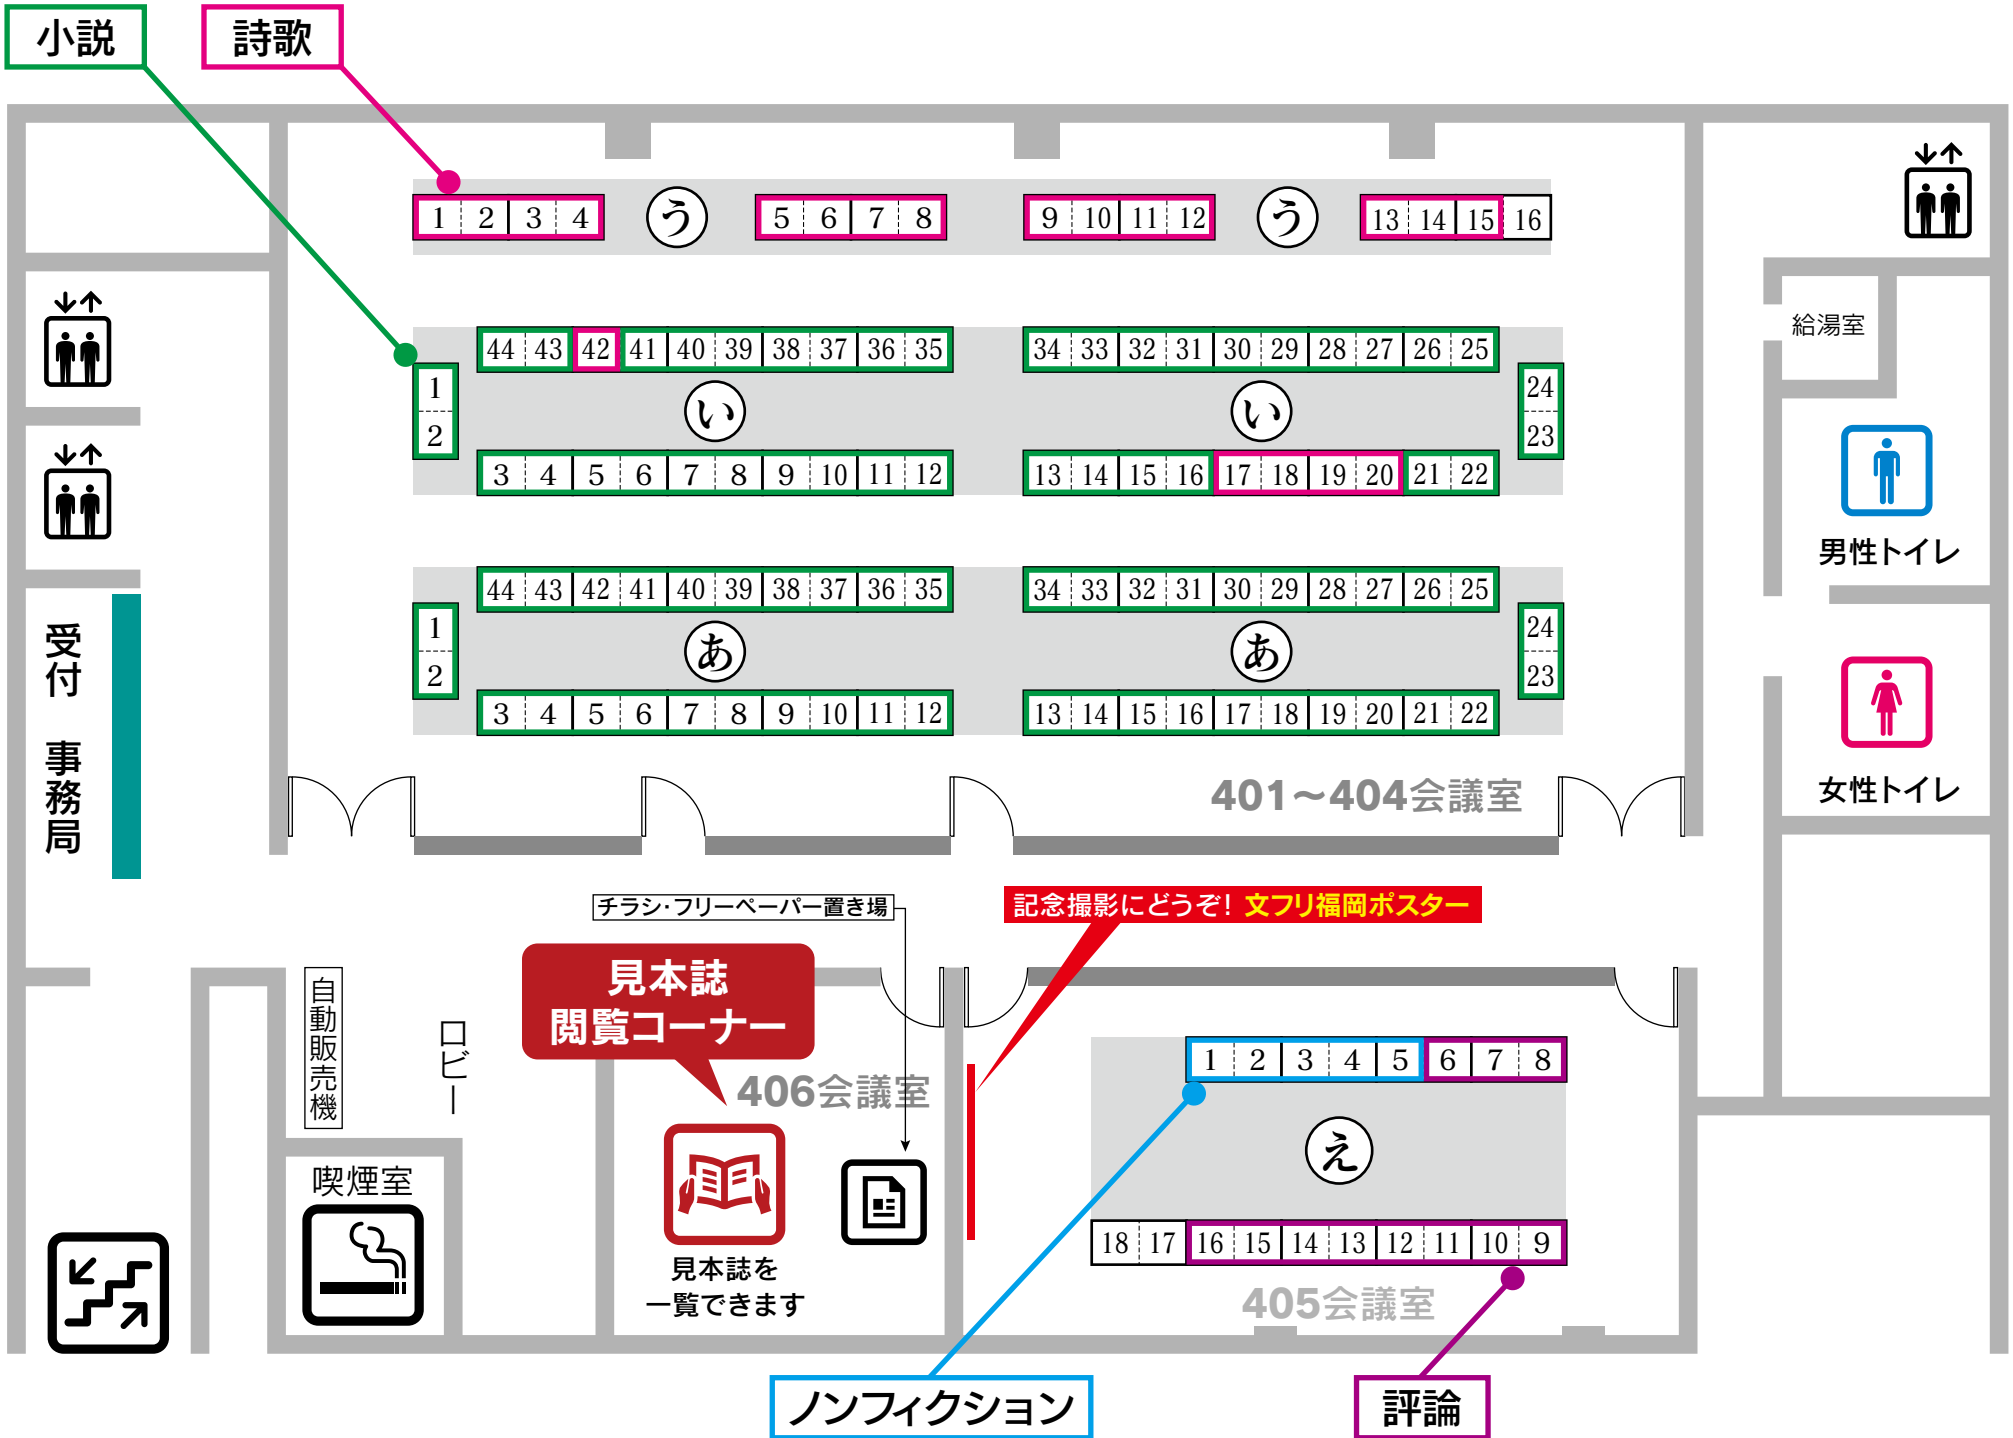 小説
詩歌
1 2 3 4 う 5 6 7 8 9 10 11 12 う 13 14 15 16
44 43 42 41 40 39 38 37 36 35 34 33 32 31 30 29 28 27 26 25
1
2
い
い
24
23
3 4 5 6 7 8 9 10 11 12 13 14 15 16 17 18 19 20 21 22
44 43 42 41 40 39 38 37 36 35 34 33 32 31 30 29 28 27 26 25
1
2
あ
あ
24
23
3 4 5 6 7 8 9 10 11 12 13 14 15 16 17 18 19 20 21 22
給湯室
男性トイレ
女性トイレ
受付 事務局
401～404会議室
チラシ・フリーペーパー置き場
記念撮影にどうぞ! 文フリ福岡ポスター
自動販売機
ロビー
見本誌
閲覧コーナー
406会議室
見本誌を
一覧できます
喫煙室
1 2 3 4 5 6 7 8
え
18 17 16 15 14 13 12 11 10 9
405会議室
ノンフィクション
評論